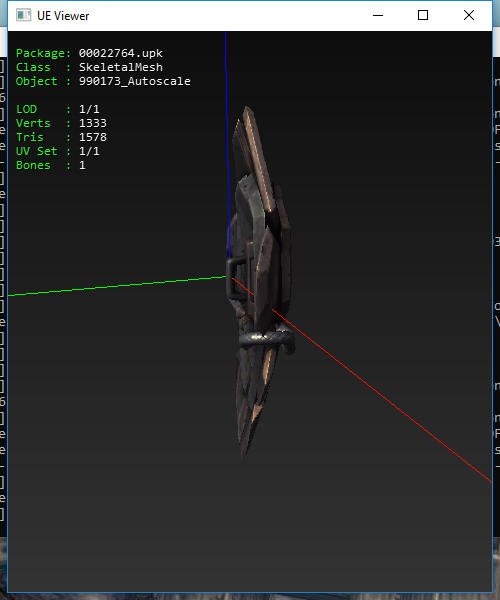 UE Viewer
Package: 00022764.upk
Class  : SkeletalMesh
Object : 990173_Autoscale
LOD    : 1/1
Verts  : 1333
Tris   : 1578
UV Set : 1/1
Bones  : 1